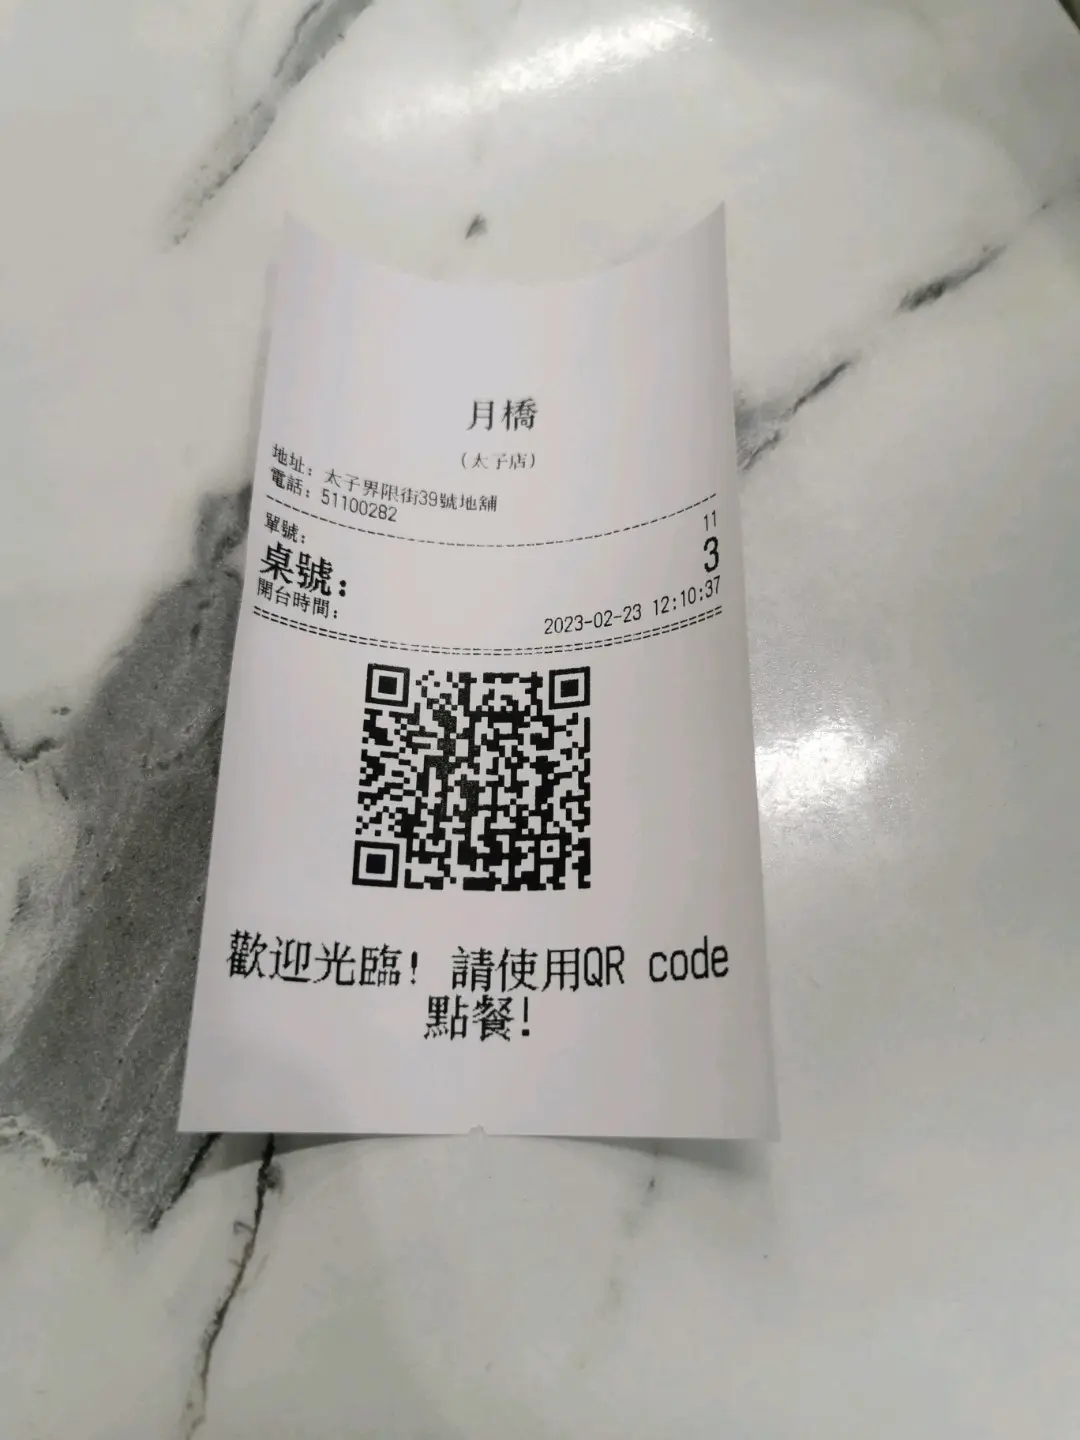 月橋
(太子店)
地址：太子界限街39號地舖
電話：51100282
單號： 11
桌號： 3
開台時間： 2023-02-23 12:10:37
歡迎光臨！請使用QR code
點餐！